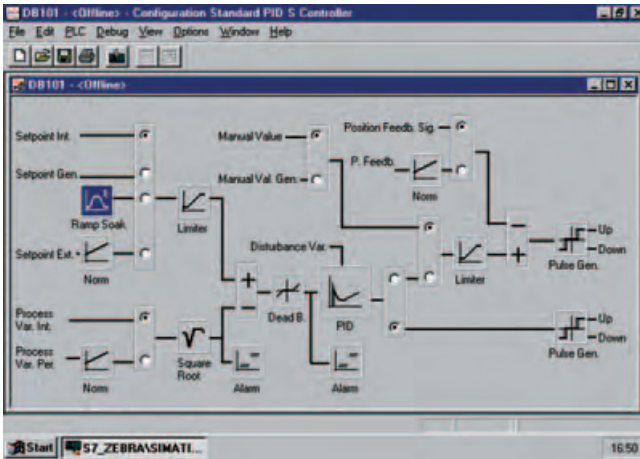 DB101 - <Offline> - Configuration Standard PID S Controller
File Edit PLC Debug View Options Window Help
DB101 - <Offline>
Setpoint Int.
Manual Value
Position Feedb. Sig.
P. Feedb.
Setpoint Gen.
Manual Val. Gen.
Norm
Ramp Soak
Limiter
Disturbance Var.
Up
Down
Setpoint Ext.
Limiter
Pulse Gen.
Norm
Process
Var. Int.
Dead B.
PID
Up
Down
Process
Var. Per.
Square
Root
Pulse Gen.
Norm
Alarm
Alarm
Start
S7_ZEBRA\SIMATI...
16:50